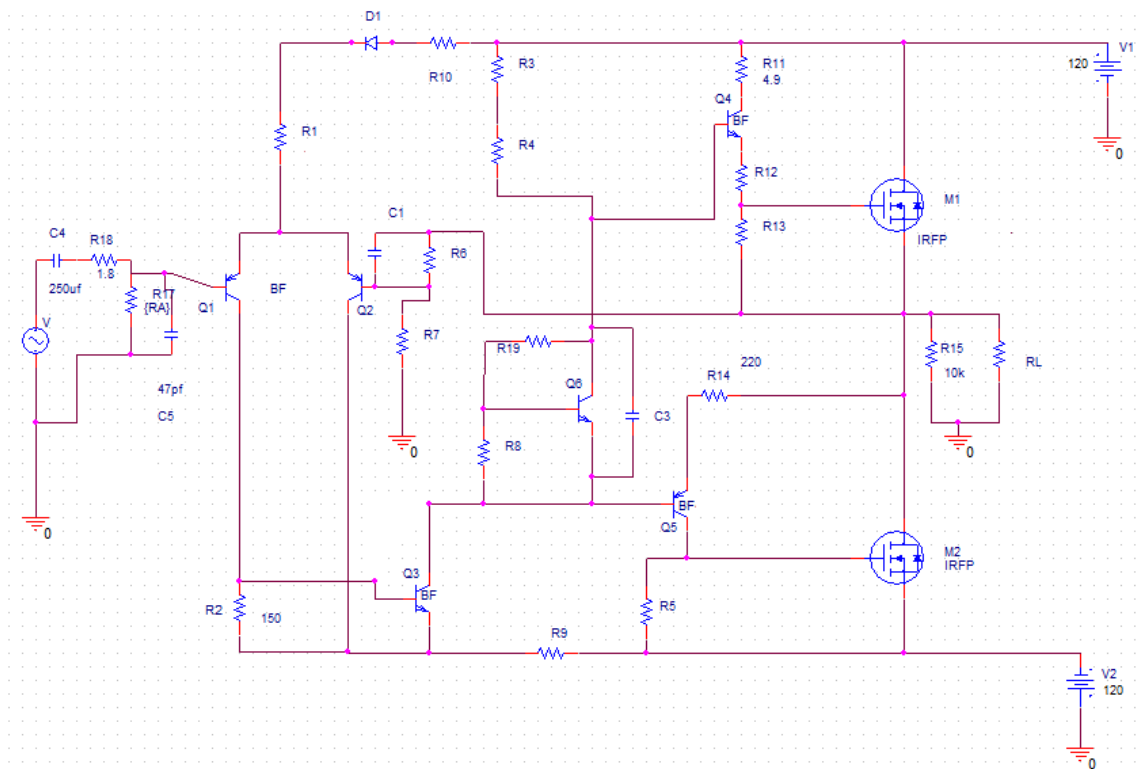 D1
V1
R10
R3
R11
4.9
120
Q4
BF
0
R1
R4
R12
M1
C1
R13
IRFP
C4
R18
R6
1.8
250uf
R17
{RA}
Q1
BF
Q2
V
R7
R19
R15
10k
RL
220
R14
47pf
C5
Q6
C3
0
0
R8
BF
Q5
0
M2
IRFP
Q3
BF
R2
150
R5
R9
V2
120
0